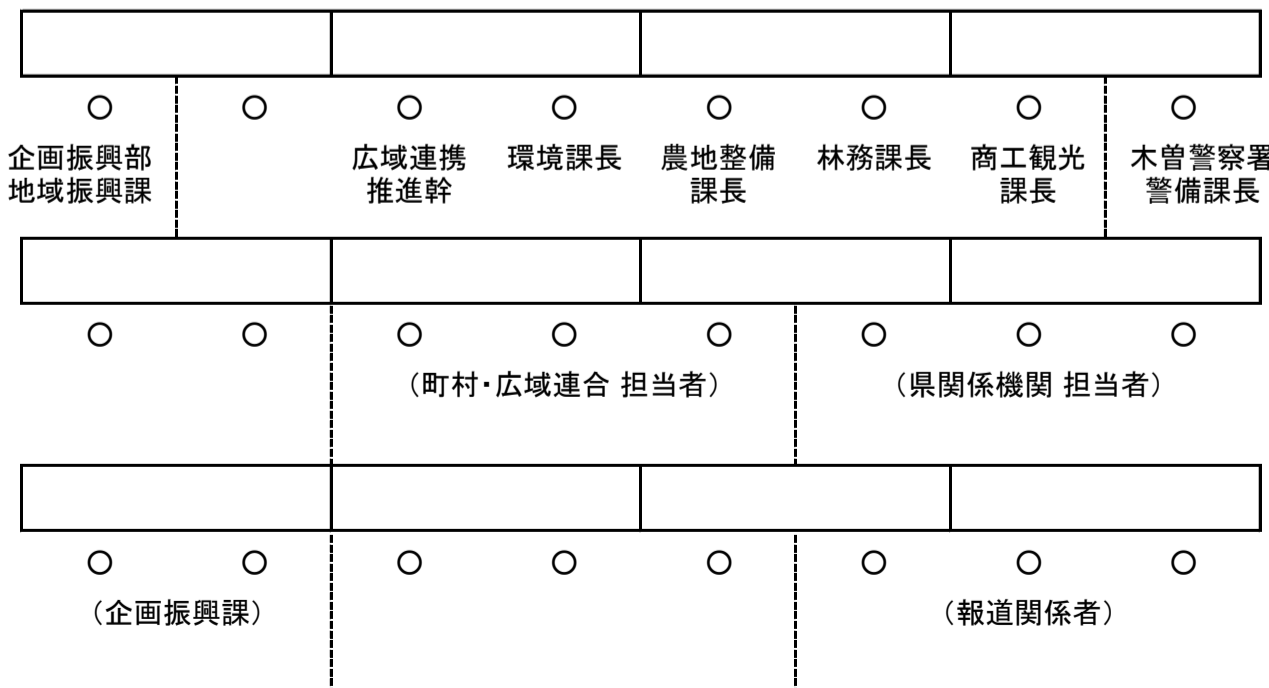 企画振興部
地域振興課
広域連携
推進幹
環境課長
農地整備
課長
林務課長
商工観光
課長
木曽警察署
警備課長
（町村・広域連合 担当者）
（県関係機関 担当者）
（企画振興課）
（報道関係者）